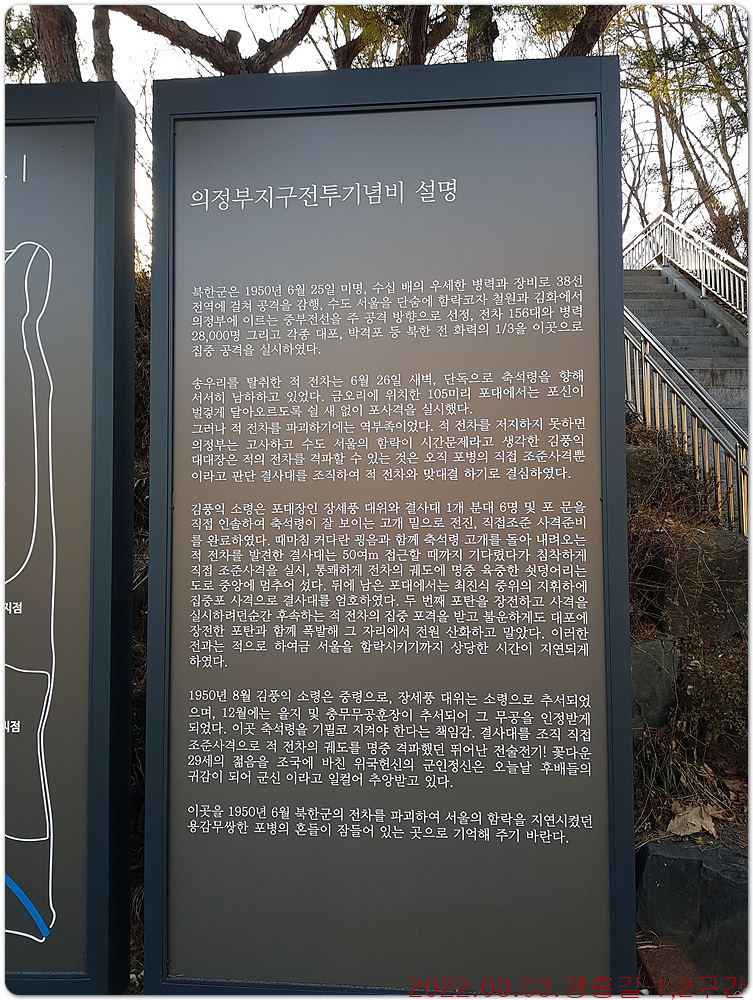 의정부지구전투기념비 설명
북한군은 1950년 6월 25일 미명, 수십 배의 우세한 병력과 장비로 38선
전역에 걸쳐 공격을 감행, 수도 서울을 단숨에 함락코자 철원과 김화에서
의정부에 이르는 중부전선을 주 공격 방향으로 선정, 전차 156대와 병력
28,000명 그리고 각종 대포, 박격포 등 북한 전 화력의 1/3을 이곳으로
집중 공격을 실시하였다.
송우리를 탈취한 적 전차는 6월 26일 새벽, 단독으로 축석령을 향해
서서히 남하하고 있었다. 금오리에 위치한 105미리 포대에서는 포신이
벌겋게 달아오르도록 쉴 새 없이 포사격을 실시했다.
그러나 적 전차를 파괴하기에는 역부족이었다. 적 전차를 저지하지 못하면
의정부는 고사하고 수도 서울의 함락이 시간문제라고 생각한 김풍익
대대장은 적의 전차를 격파할 수 있는 것은 오직 포병의 직접 조준사격뿐
이라고 판단 결사대를 조직하여 적 전차와 맞대결 하기로 결심하였다.
김풍익 소령은 포대장인 장세풍 대위와 결사대 1개 분대 6명 및 포 문을
직접 인솔하여 축석령이 잘 보이는 고개 밑으로 전진, 직접조준 사격준비
를 완료하였다. 때마침 커다란 굉음과 함께 축석령 고개를 돌아 내려오는
적 전차를 발견한 결사대는 50여m 접근할 때까지 기다렸다가 침착하게
직접 조준사격을 실시, 통쾌하게 전차의 궤도에 명중 육중한 쇳덩어리는
도로 중앙에 멈추어 섰다. 뒤에 남은 포대에서는 최진식 중위의 지휘하에
집중포 사격으로 결사대를 엄호하였다. 두 번째 포탄을 장전하고 사격을
실시하려던순간 후속하는 적 전차의 집중 포격을 받고 불운하게도 대포에
장전한 포탄과 함께 폭발해 그 자리에서 전원 산화하고 말았다. 이러한
전과는 적으로 하여금 서울을 함락시키기까지 상당한 시간이 지연되게
하였다.
1950년 8월 김풍익 소령은 중령으로, 장세풍 대위는 소령으로 추서되었
으며, 12월에는 을지 및 충무무공훈장이 추서되어 그 무공을 인정받게
되었다. 이곳 축석령을 기필코 지켜야 한다는 책임감. 결사대를 조직 직접
조준사격으로 적 전차의 궤도를 명중 격파했던 뛰어난 전술전기! 꽃다운
29세의 젊음을 조국에 바친 위국헌신의 군인정신은 오늘날 후배들의
귀감이 되어 군신 이라고 일컬어 추앙받고 있다.
이곳을 1950년 6월 북한군의 전차를 파괴하여 서울의 함락을 지연시켰던
용감무쌍한 포병의 혼들이 잠들어 있는 곳으로 기억해 주기 바란다.
지점
지점
2022.03.03.경흥길 1,2구간